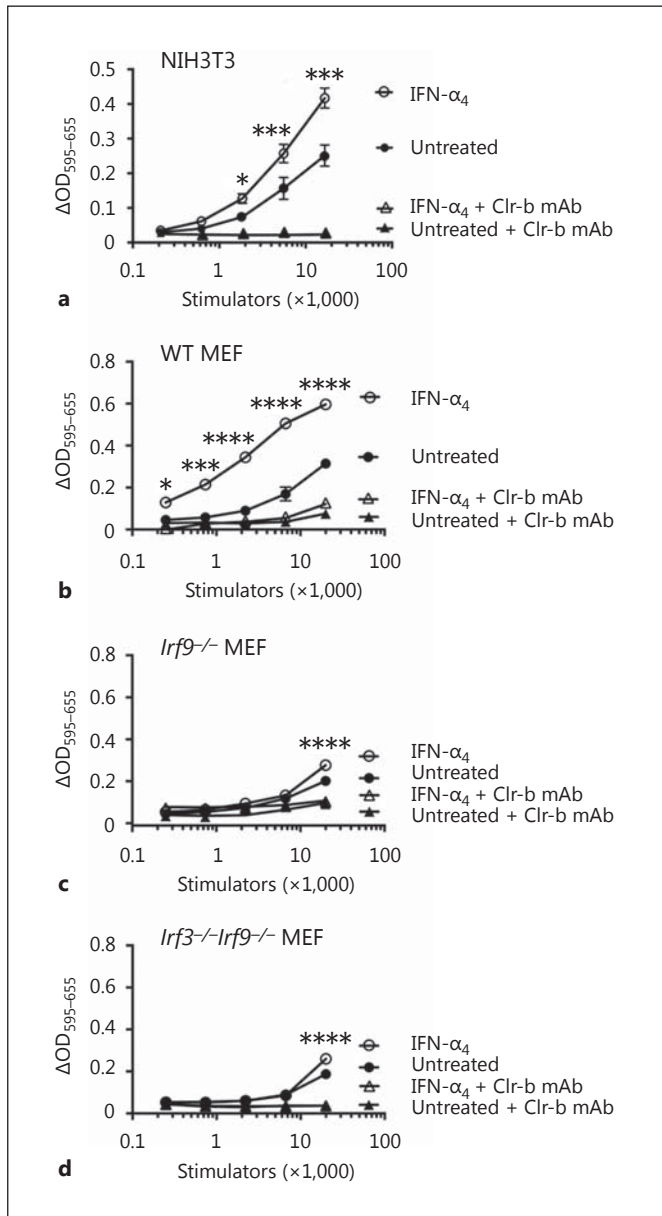 NIH3T3
0.5
0.4
0.3
0.2
0.1
0
ΔOD₅₉₅₋₆₅₅
*
***
***
IFN-α₄
Untreated
IFN-α₄ + Clr-b mAb
Untreated + Clr-b mAb
0.1 1 10 100
Stimulators (×1,000)
a
WT MEF
0.8
0.6
0.4
0.2
0
ΔOD₅₉₅₋₆₅₅
*
***
****
****
****
IFN-α₄
Untreated
IFN-α₄ + Clr-b mAb
Untreated + Clr-b mAb
0.1 1 10 100
Stimulators (×1,000)
b
Irf9⁻/⁻ MEF
0.8
0.6
0.4
0.2
0
ΔOD₅₉₅₋₆₅₅
****
IFN-α₄
Untreated
IFN-α₄ + Clr-b mAb
Untreated + Clr-b mAb
0.1 1 10 100
Stimulators (×1,000)
c
Irf3⁻/⁻Irf9⁻/⁻ MEF
0.8
0.6
0.4
0.2
0
ΔOD₅₉₅₋₆₅₅
****
IFN-α₄
Untreated
IFN-α₄ + Clr-b mAb
Untreated + Clr-b mAb
0.1 1 10 100
Stimulators (×1,000)
d